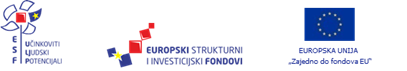 ESF
UČINKOVITI
LJUDSKI
POTENCIJALI
EUROPSKI STRUKTURNI
I INVESTICIJSKI FONDOVI
EUROPSKA UNIJA
„Zajedno do fondova EU"